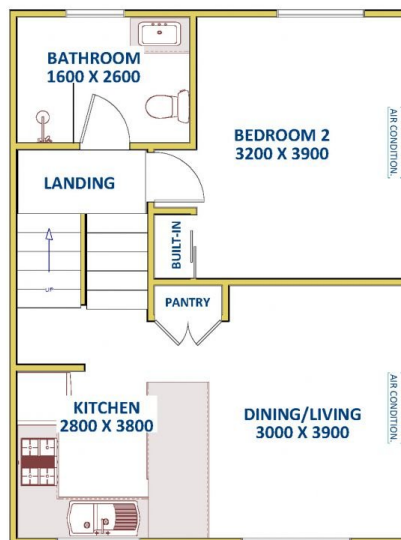 BATHROOM
1600 X 2600
BEDROOM 2
3200 X 3900
AIR CONDITION.
LANDING
BUILT-IN
UP
PANTRY
KITCHEN
2800 X 3800
DINING/LIVING
3000 X 3900
AIR CONDITION.